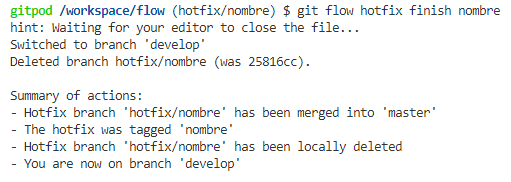 gitpod /workspace/flow (hotfix/nombre) $ git flow hotfix finish nombre
hint: Waiting for your editor to close the file...
Switched to branch 'develop'
Deleted branch hotfix/nombre (was 25816cc).
Summary of actions:
- Hotfix branch 'hotfix/nombre' has been merged into 'master'
- The hotfix was tagged 'nombre'
- Hotfix branch 'hotfix/nombre' has been locally deleted
- You are now on branch 'develop'